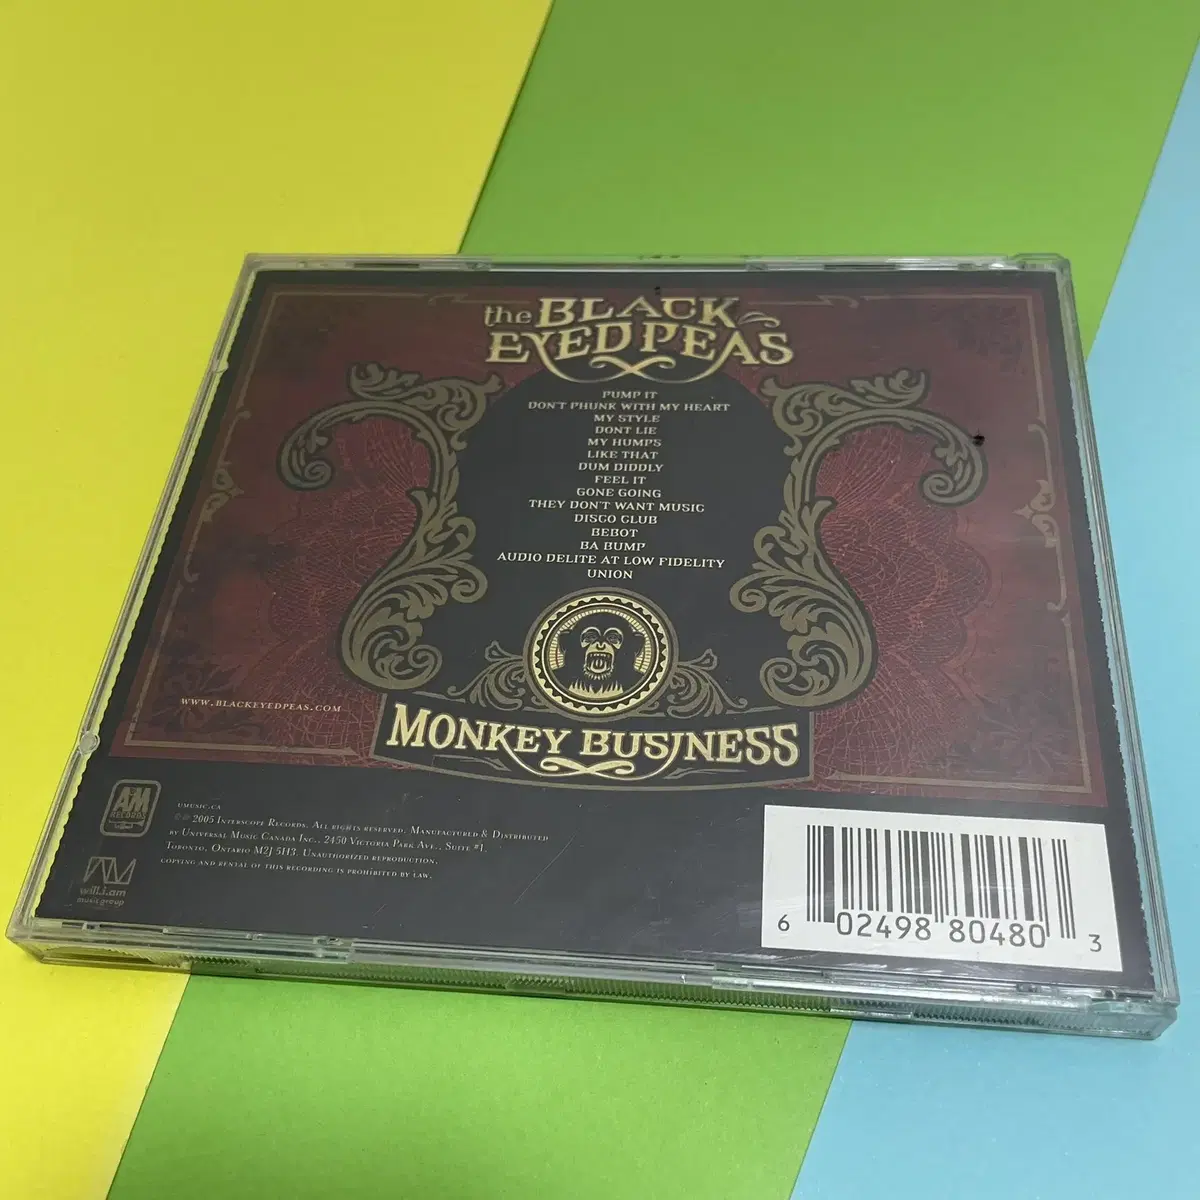 the BLACK
EYED PEAS
PUMP IT
DON'T PHUNK WITH MY HEART
MY STYLE
DONT LIE
MY HUMPS
LIKE THAT
DUM DIDDLY
FEEL IT
GONE GOING
THEY DON'T WANT MUSIC
DISCO CLUB
BEBOT
BA BUMP
AUDIO DELITE AT LOW FIDELITY
UNION
WWW.BLACKEYEDPEAS.COM
MONKEY BUSINESS
A&M
RECORDS
UMUSIC.CA
℗© 2005 INTERSCOPE RECORDS. ALL RIGHTS RESERVED. MANUFACTURED & DISTRIBUTED
BY UNIVERSAL MUSIC CANADA INC., 2450 VICTORIA PARK AVE., SUITE #1,
TORONTO, ONTARIO M2J 5H3. UNAUTHORIZED REPRODUCTION,
COPYING AND RENTAL OF THIS RECORDING IS PROHIBITED BY LAW.
will.i.am
music group
6 02498 80480 3